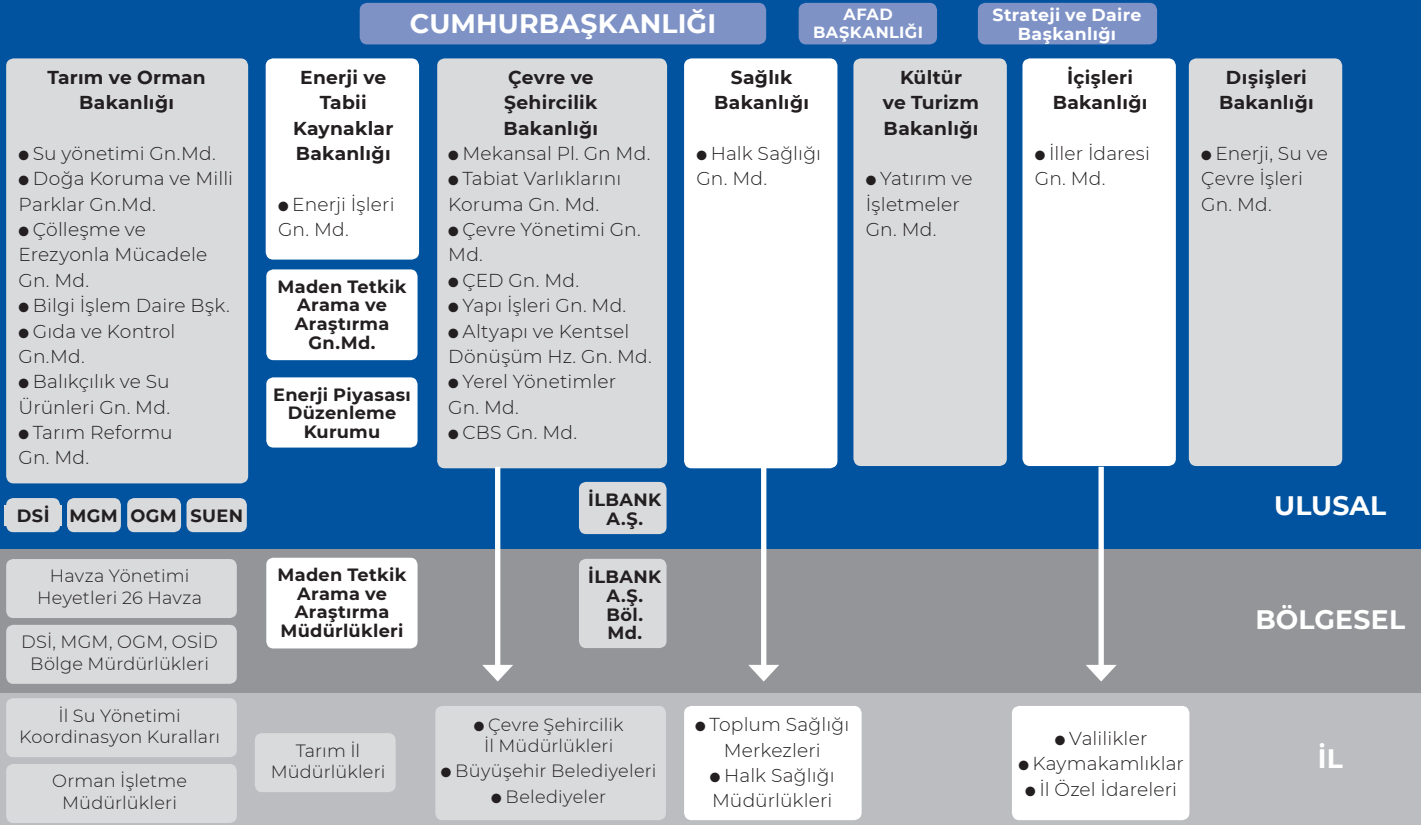 CUMHURBAŞKANLIĞI
AFAD
BAŞKANLIĞI
Strateji ve Daire
Başkanlığı
Tarım ve Orman
Bakanlığı
● Su yönetimi Gn.Md.
● Doğa Koruma ve Milli
Parklar Gn.Md.
● Çölleşme ve
Erezyonla Mücadele
Gn. Md.
● Bilgi İşlem Daire Bşk.
● Gıda ve Kontrol
Gn.Md.
● Balıkçılık ve Su
Ürünleri Gn. Md.
● Tarım Reformu
Gn. Md.
Enerji ve
Tabii
Kaynaklar
Bakanlığı
● Enerji İşleri
Gn. Md.
Maden Tetkik
Arama ve
Araştırma
Gn.Md.
Enerji Piyasası
Düzenleme
Kurumu
Çevre ve
Şehircilik
Bakanlığı
● Mekansal Pl. Gn Md.
● Tabiat Varlıklarını
Koruma Gn. Md.
● Çevre Yönetimi Gn.
Md.
● ÇED Gn. Md.
● Yapı İşleri Gn. Md.
● Altyapı ve Kentsel
Dönüşüm Hz. Gn. Md.
● Yerel Yönetimler
Gn. Md.
● CBS Gn. Md.
Sağlık
Bakanlığı
● Halk Sağlığı
Gn. Md.
Kültür
ve Turizm
Bakanlığı
● Yatırım ve
İşletmeler
Gn. Md.
İçişleri
Bakanlığı
● İller İdaresi
Gn. Md.
Dışişleri
Bakanlığı
● Enerji, Su ve
Çevre İşleri
Gn. Md.
DSİ
MGM
OGM
SUEN
İLBANK
A.Ş.
ULUSAL
Havza Yönetimi
Heyetleri 26 Havza
DSİ, MGM, OGM, OSİD
Bölge Mürdürlükleri
Maden Tetkik
Arama ve
Araştırma
Müdürlükleri
İLBANK
A.Ş.
Böl.
Md.
BÖLGESEL
İl Su Yönetimi
Koordinasyon Kuralları
Orman İşletme
Müdürlükleri
Tarım İl
Müdürlükleri
● Çevre Şehircilik
İl Müdürlükleri
● Büyüşehir Belediyeleri
● Belediyeler
● Toplum Sağlığı
Merkezleri
● Halk Sağlığı
Müdürlükleri
● Valilikler
● Kaymakamlıklar
● İl Özel İdareleri
İL